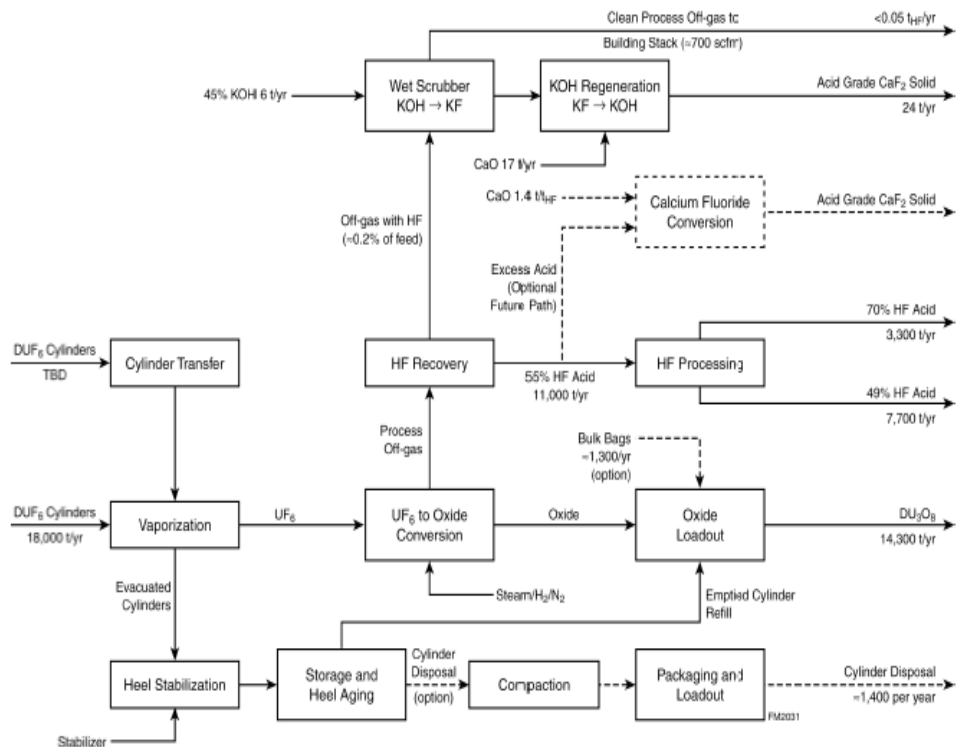 Clean Process Off-gas to
Building Stack (≈700 scfm)
<0.05 tHF/yr
45% KOH 6 t/yr
Wet Scrubber
KOH → KF
KOH Regeneration
KF → KOH
Acid Grade CaF₂ Solid
24 t/yr
CaO 17 t/yr
CaO 1.4 t/tHF
Calcium Fluoride
Conversion
Acid Grade CaF₂ Solid
Off-gas with HF
(≈0.2% of feed)
Excess Acid
(Optional
Future Path)
70% HF Acid
3,300 t/yr
DUF₆ Cylinders
TBD
Cylinder Transfer
HF Recovery
55% HF Acid
11,000 t/yr
HF Processing
49% HF Acid
7,700 t/yr
Process
Off-gas
Bulk Bags
≈1,300/yr
(option)
DUF₆ Cylinders
18,000 t/yr
Vaporization
UF₆
UF₆ to Oxide
Conversion
Oxide
Oxide
Loadout
DU₃O₈
14,300 t/yr
Evacuated
Cylinders
Steam/H₂/N₂
Emptied Cylinder
Refill
Heel Stabilization
Storage and
Heel Aging
Cylinder
Disposal
(option)
Compaction
Packaging and
Loadout
Cylinder Disposal
≈1,400 per year
FM2031
Stabilizer